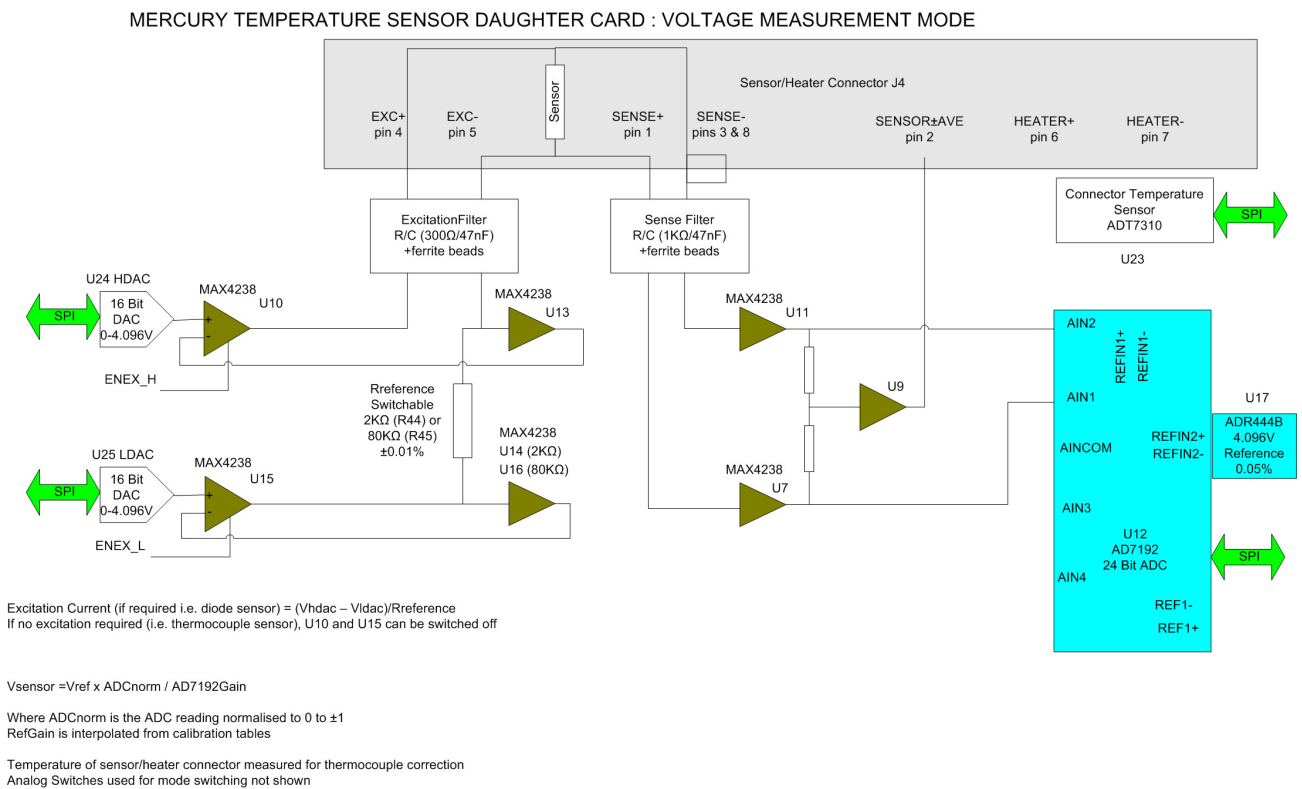 MERCURY TEMPERATURE SENSOR DAUGHTER CARD : VOLTAGE MEASUREMENT MODE
Sensor/Heater Connector J4
Sensor
EXC+
pin 4
EXC-
pin 5
SENSE+
pin 1
SENSE-
pins 3 & 8
SENSOR±AVE
pin 2
HEATER+
pin 6
HEATER-
pin 7
Connector Temperature
Sensor
ADT7310
SPI
U23
ExcitationFilter
R/C (300Ω/47nF)
+ferrite beads
Sense Filter
R/C (1KΩ/47nF)
+ferrite beads
U24 HDAC
16 Bit
DAC
0-4.096V
SPI
MAX4238
U10
+
-
ENEX_H
MAX4238
U13
MAX4238
U11
Rreference
Switchable
2KΩ (R44) or
80KΩ (R45)
±0.01%
U9
U25 LDAC
16 Bit
DAC
0-4.096V
SPI
MAX4238
U15
+
-
ENEX_L
MAX4238
U14 (2KΩ)
U16 (80KΩ)
MAX4238
U7
AIN2
REFIN1+
REFIN1-
AIN1
AINCOM
REFIN2+
REFIN2-
AIN3
U12
AD7192
24 Bit ADC
AIN4
REF1-
REF1+
U17
ADR444B
4.096V
Reference
0.05%
SPI
Excitation Current (if required i.e. diode sensor) = (Vhdac – Vldac)/Rreference
If no excitation required (i.e. thermocouple sensor), U10 and U15 can be switched off
Vsensor =Vref x ADCnorm / AD7192Gain
Where ADCnorm is the ADC reading normalised to 0 to ±1
RefGain is interpolated from calibration tables
Temperature of sensor/heater connector measured for thermocouple correction
Analog Switches used for mode switching not shown